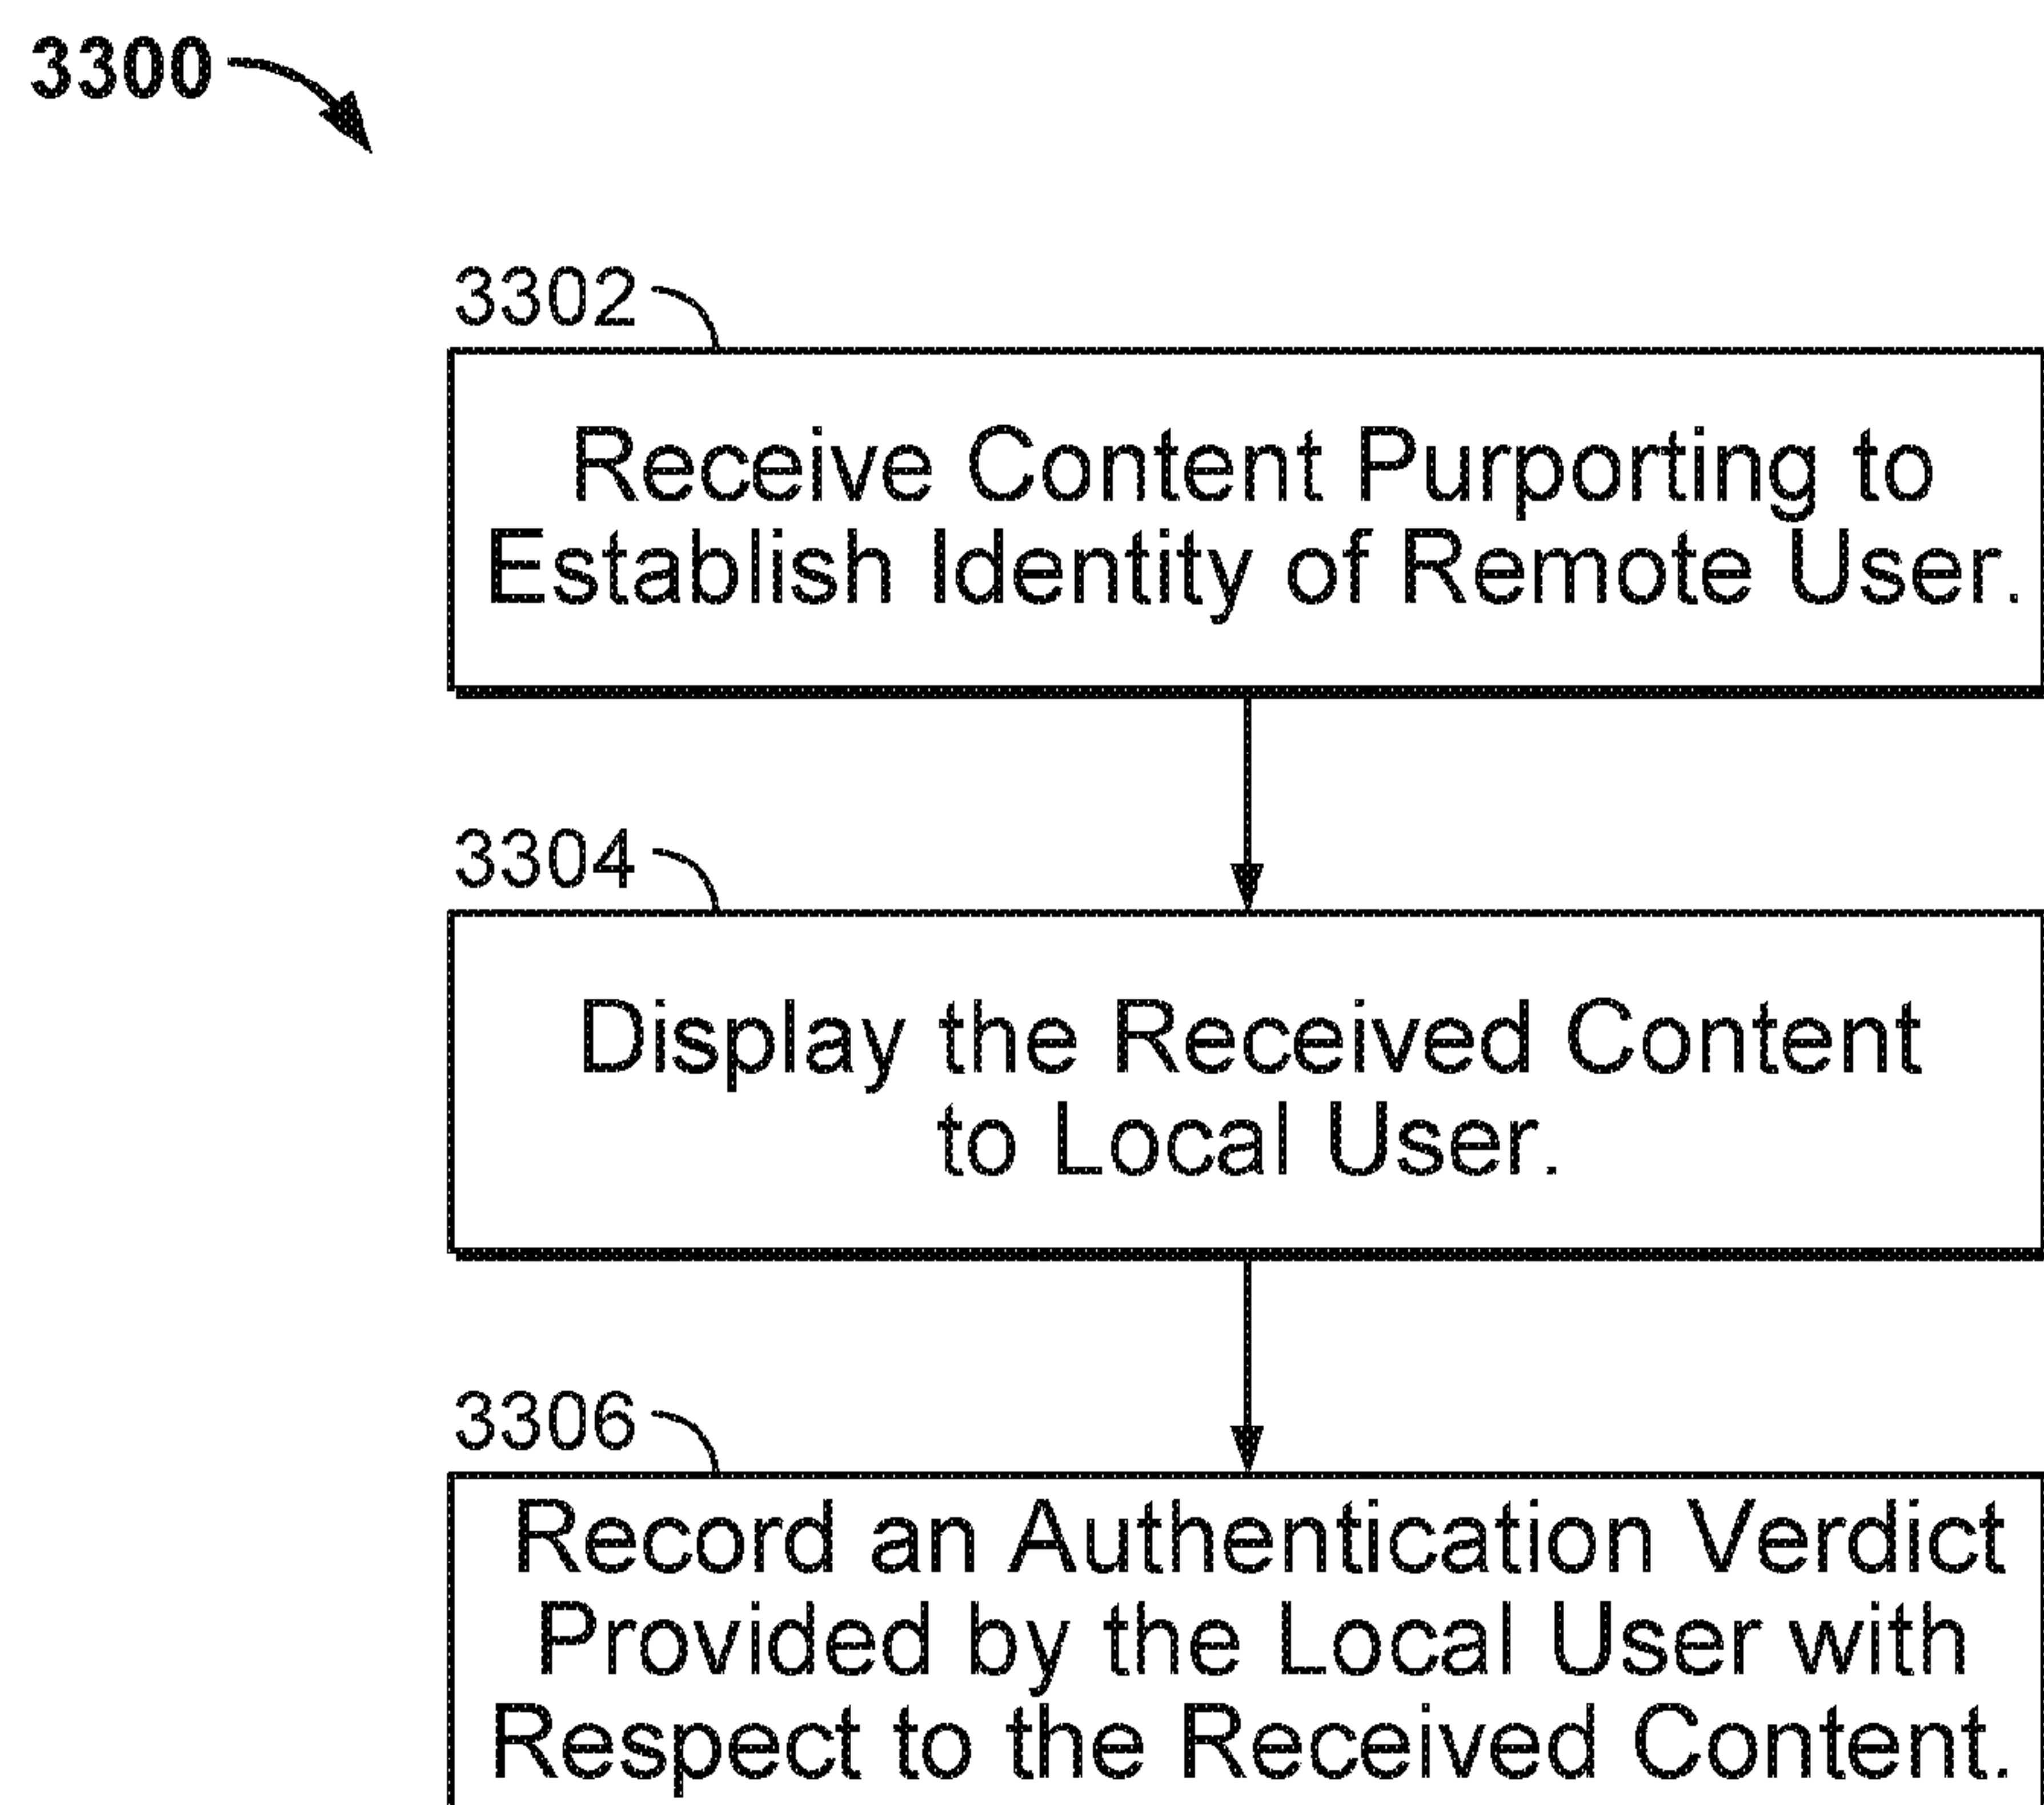 3300
3302
Receive Content Purporting to
Establish Identity of Remote User.
3304
Display the Received Content
to Local User.
3306
Record an Authentication Verdict
Provided by the Local User with
Respect to the Received Content.